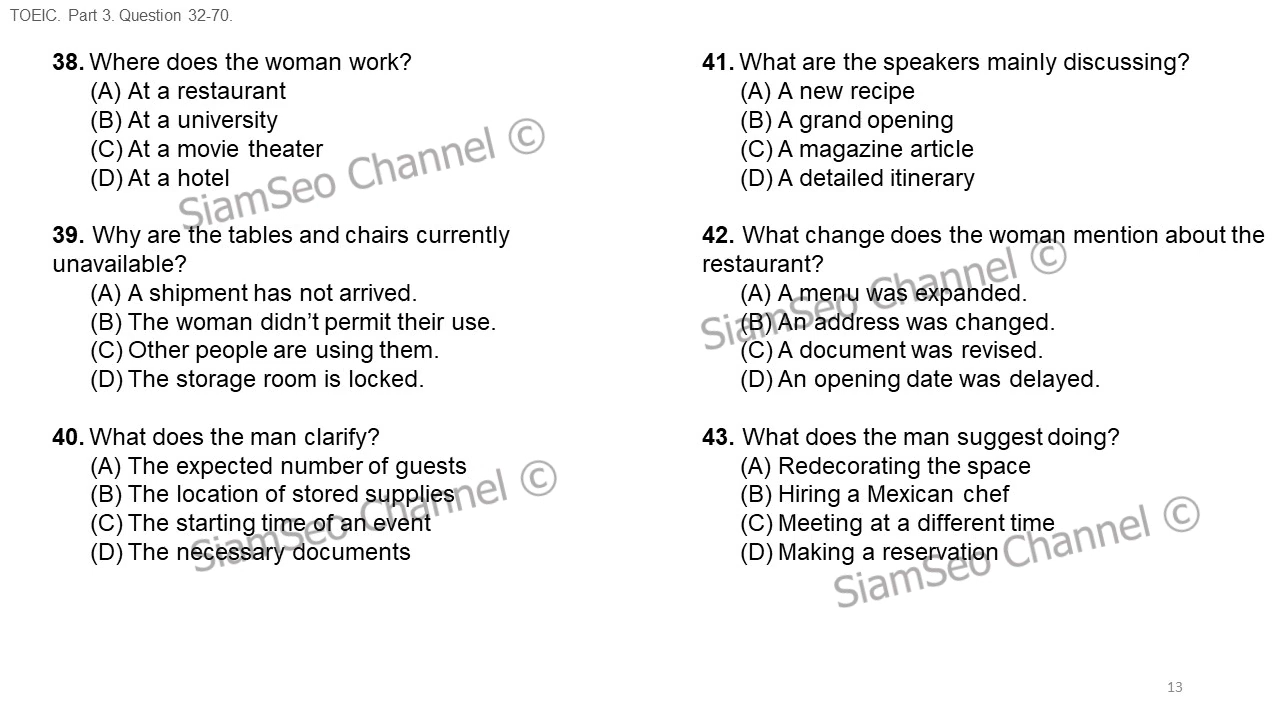 TOEIC. Part 3. Question 32-70.
38. Where does the woman work?
(A) At a restaurant
(B) At a university
(C) At a movie theater
(D) At a hotel
SiamSeo Channel ©
39. Why are the tables and chairs currently
unavailable?
(A) A shipment has not arrived.
(B) The woman didn't permit their use.
(C) Other people are using them.
(D) The storage room is locked.
40. What does the man clarify?
(A) The expected number of guests
(B) The location of stored supplies
(C) The starting time of an event
(D) The necessary documents
SiamSeo Channel ©
41. What are the speakers mainly discussing?
(A) A new recipe
(B) A grand opening
(C) A magazine article
(D) A detailed itinerary
42. What change does the woman mention about the
restaurant?
(A) A menu was expanded.
(B) An address was changed.
(C) A document was revised.
(D) An opening date was delayed.
SiamSeo Channel ©
43. What does the man suggest doing?
(A) Redecorating the space
(B) Hiring a Mexican chef
(C) Meeting at a different time
(D) Making a reservation
SiamSeo Channel ©
13